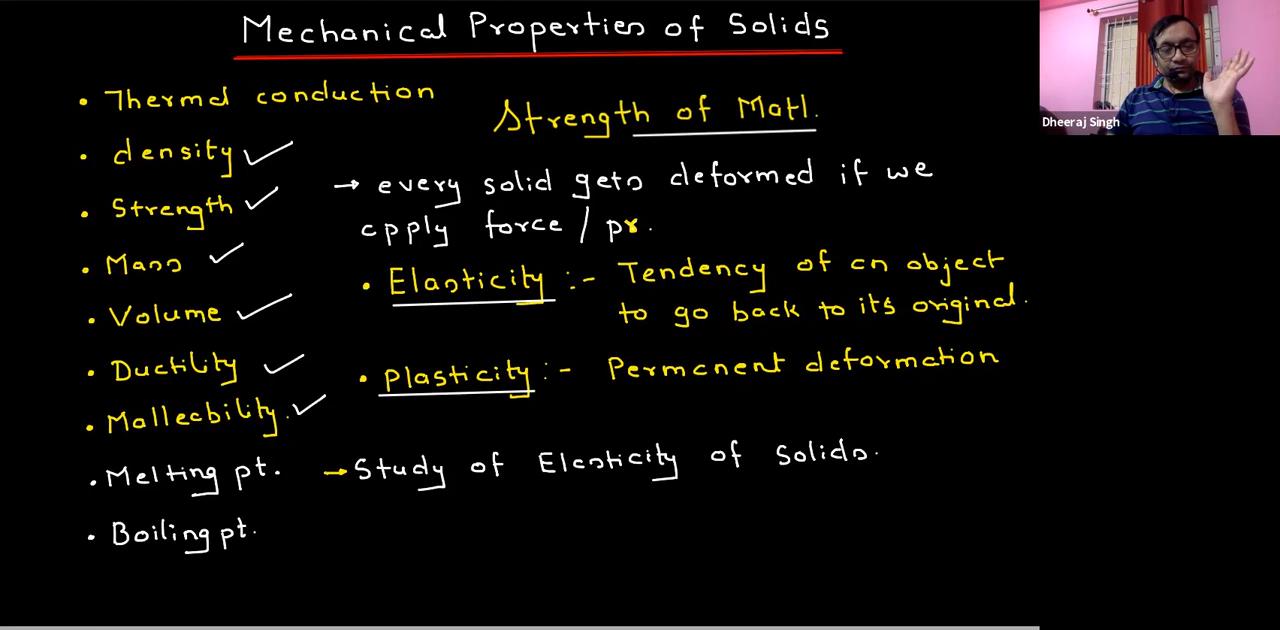 Mechanical Properties of Solids
• Thermal conduction
• density
• Strength
• Mass
• Volume
• Ductility
• Malleability.
• Melting pt.
• Boiling pt.
Strength of Matl.
→ every solid gets deformed if we
apply force / pr.
• Elasticity :- Tendency of an object
to go back to its original.
• Plasticity :- Permanent deformation
→ Study of Elasticity of Solids.
Dheeraj Singh